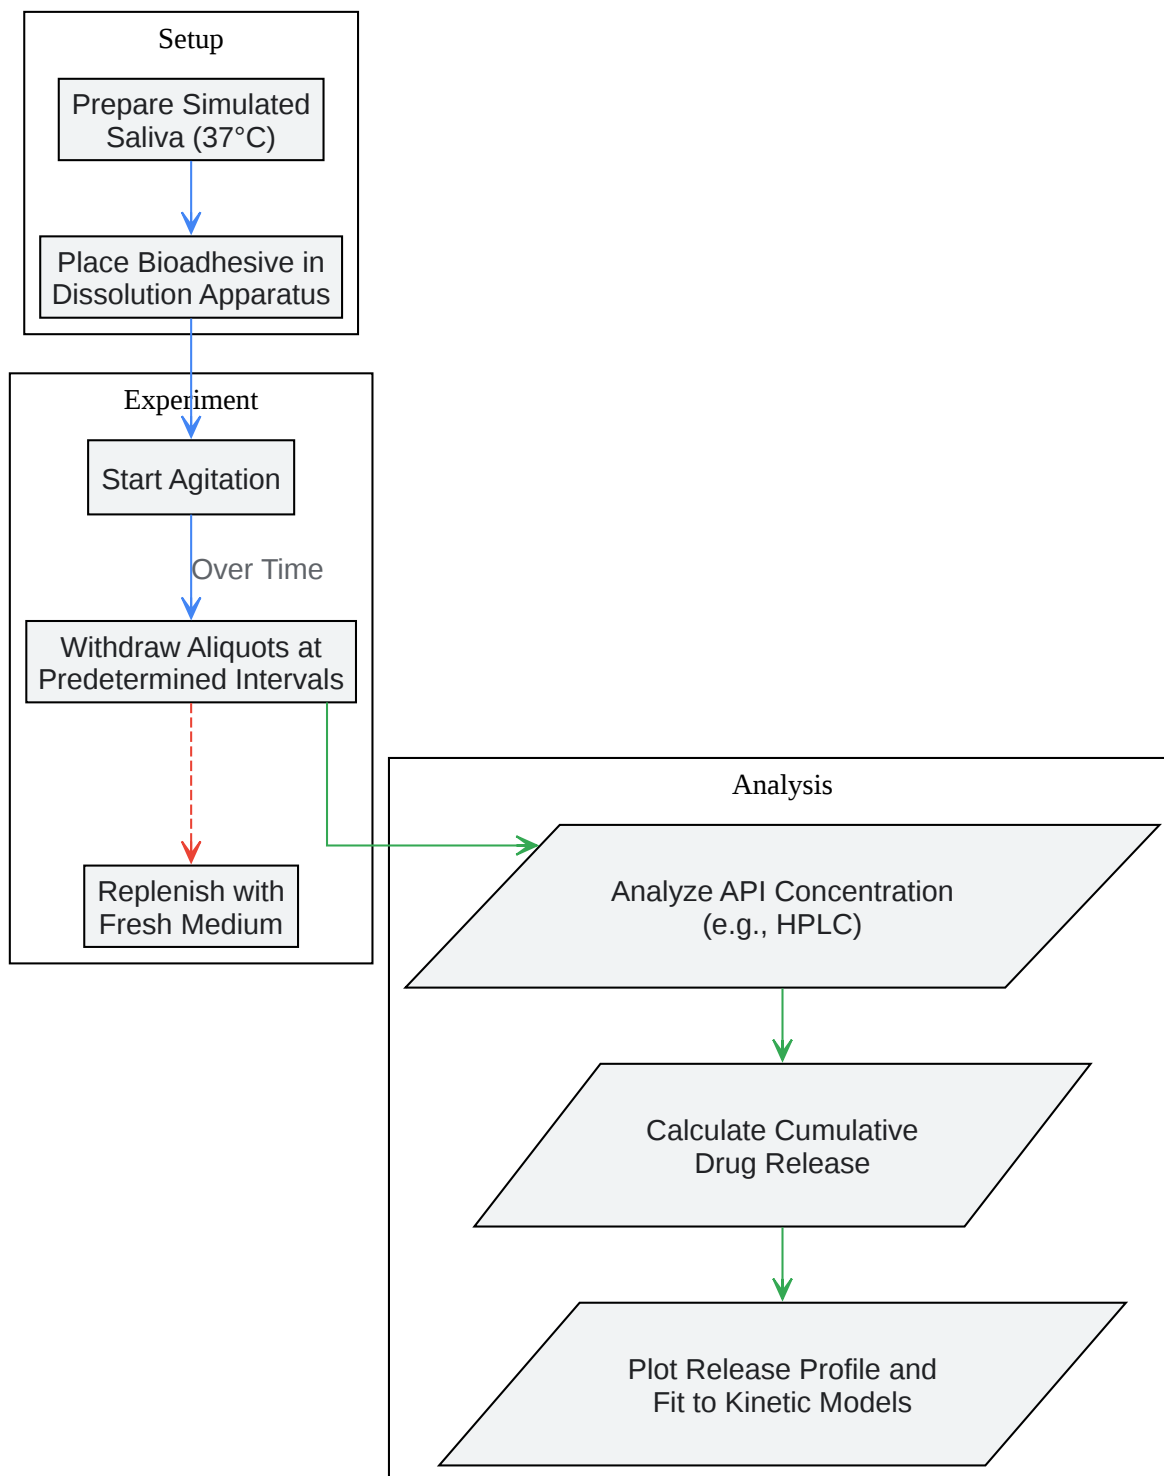 Setup
Prepare Simulated
Saliva (37°C)
Place Bioadhesive in
Dissolution Apparatus
Experiment
Start Agitation
Over Time
Withdraw Aliquots at
Predetermined Intervals
Replenish with
Fresh Medium
Analysis
Analyze API Concentration
(e.g., HPLC)
Calculate Cumulative
Drug Release
Plot Release Profile and
Fit to Kinetic Models